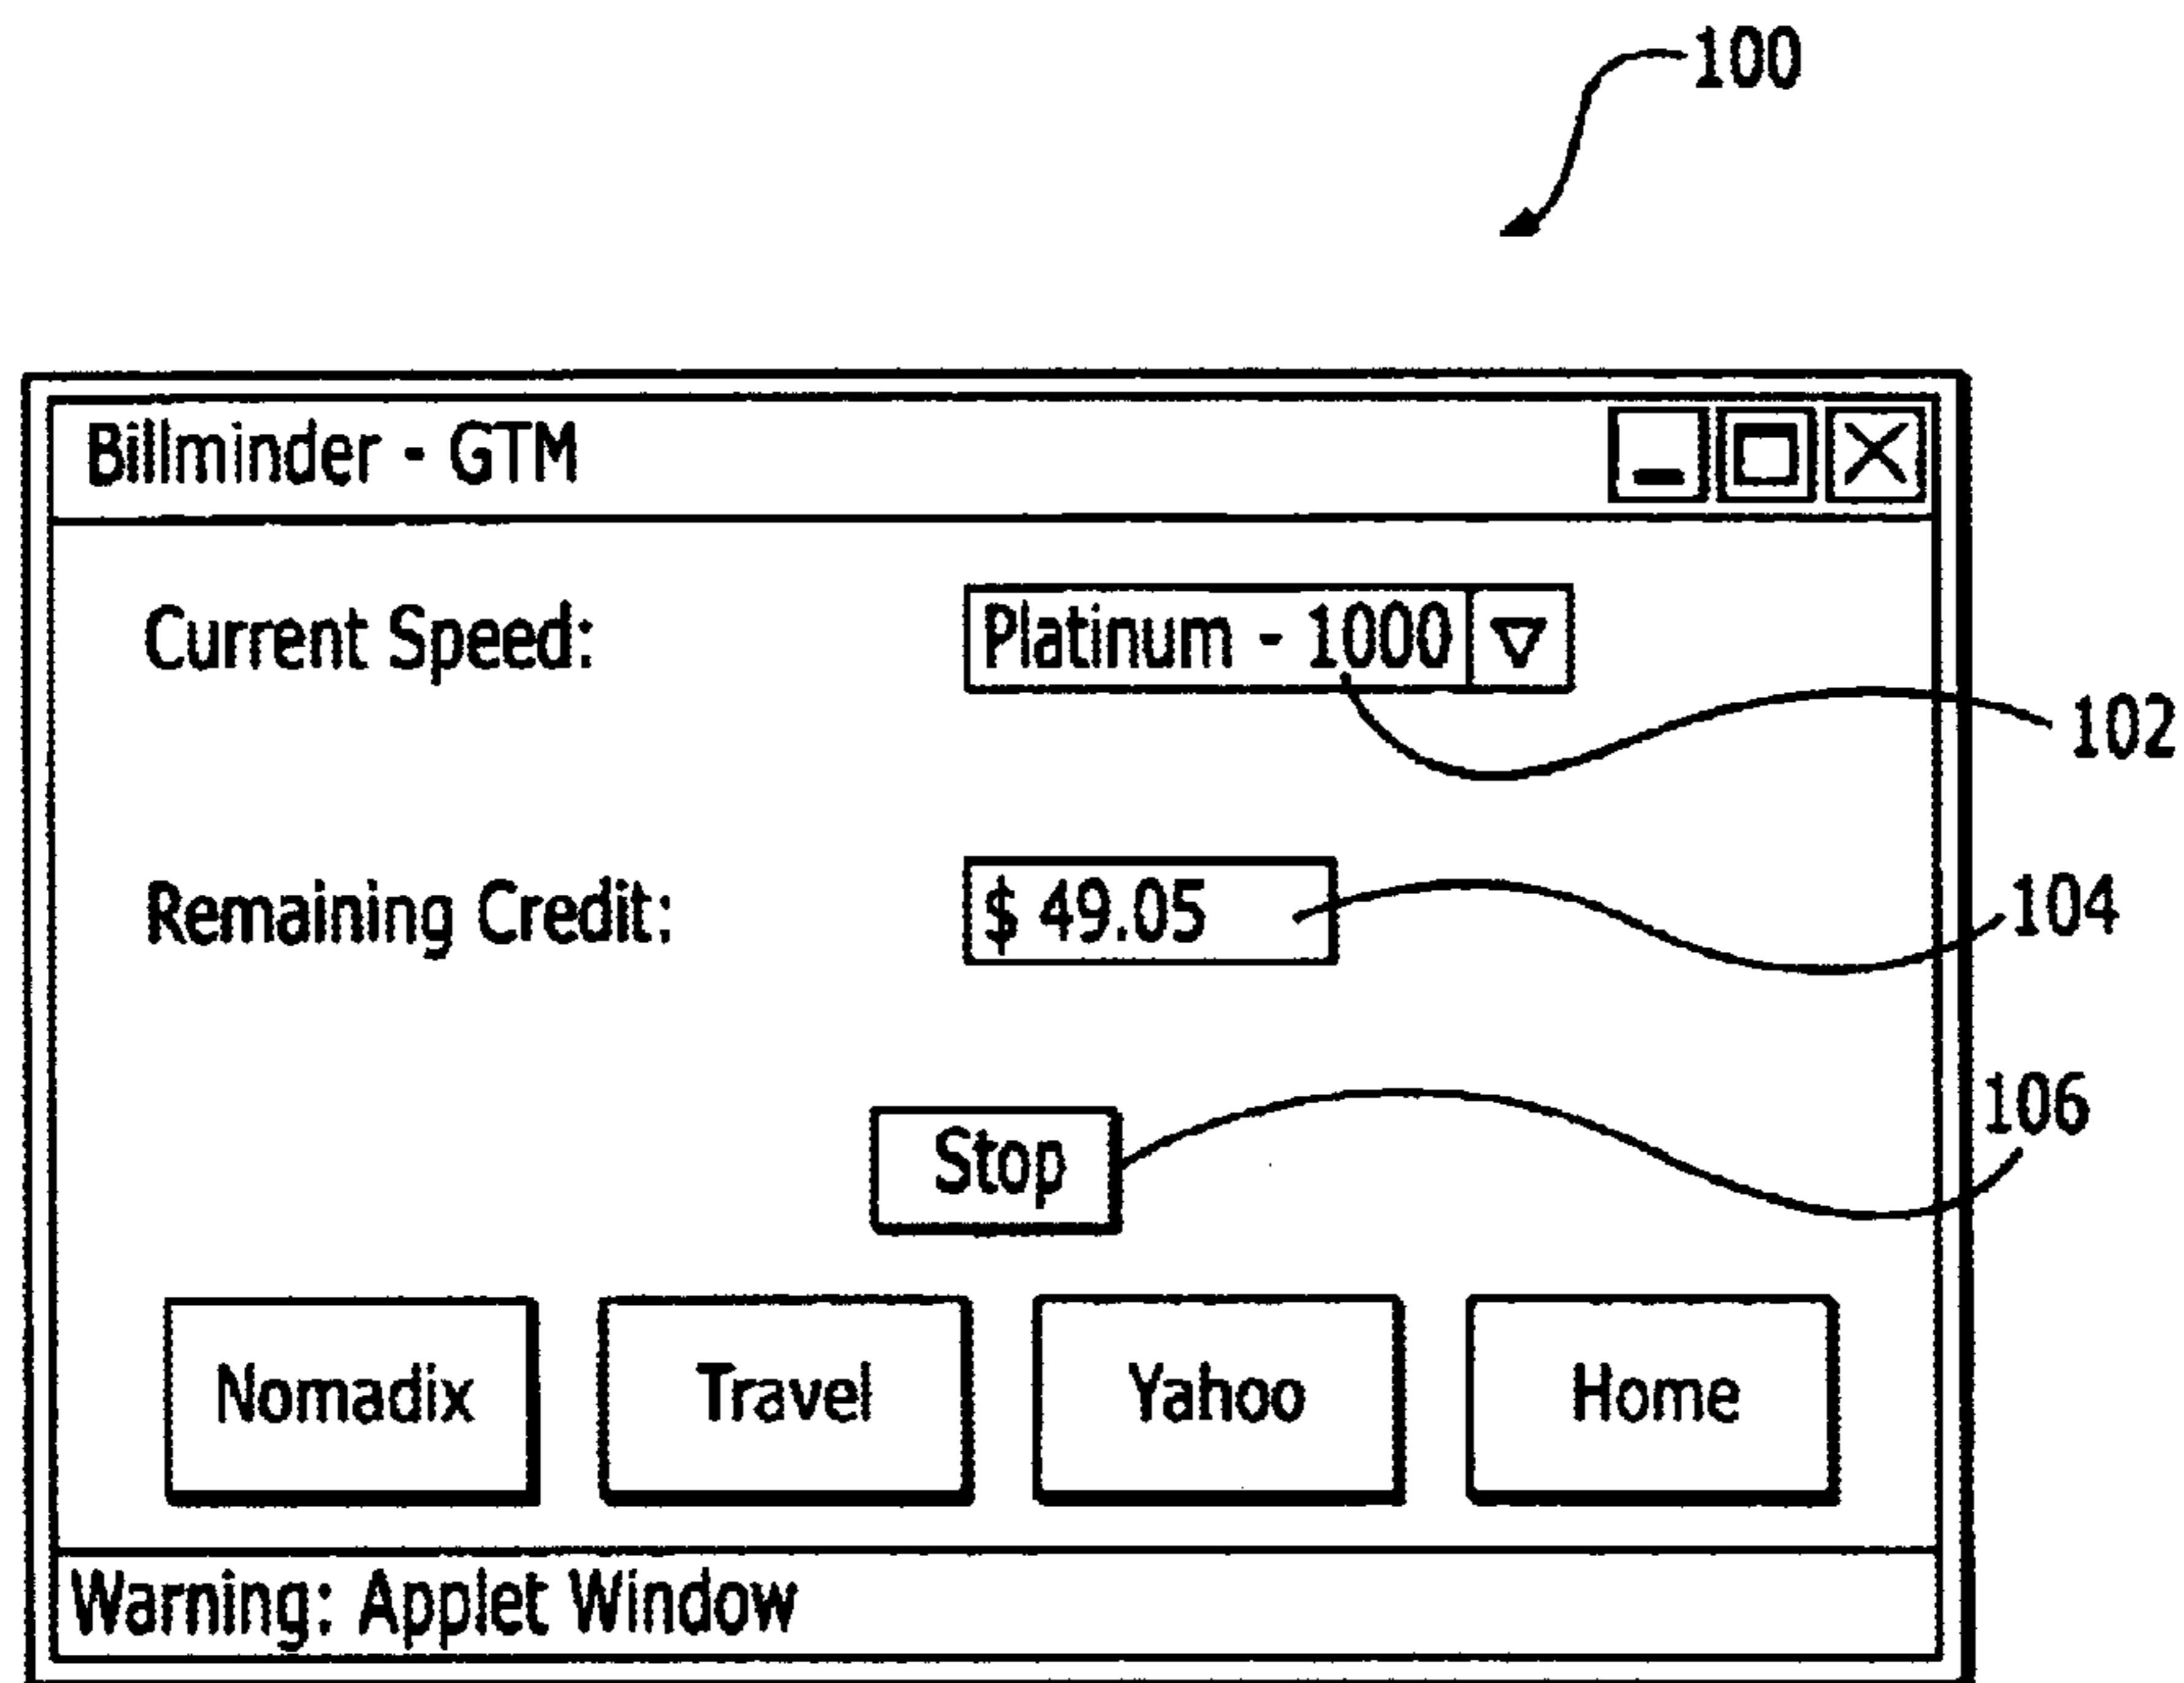 100
Billminder - GTM
Current Speed: Platinum - 1000
102
Remaining Credit: $ 49.05
104
106
Stop
Nomadix Travel Yahoo Home
Warning: Applet Window